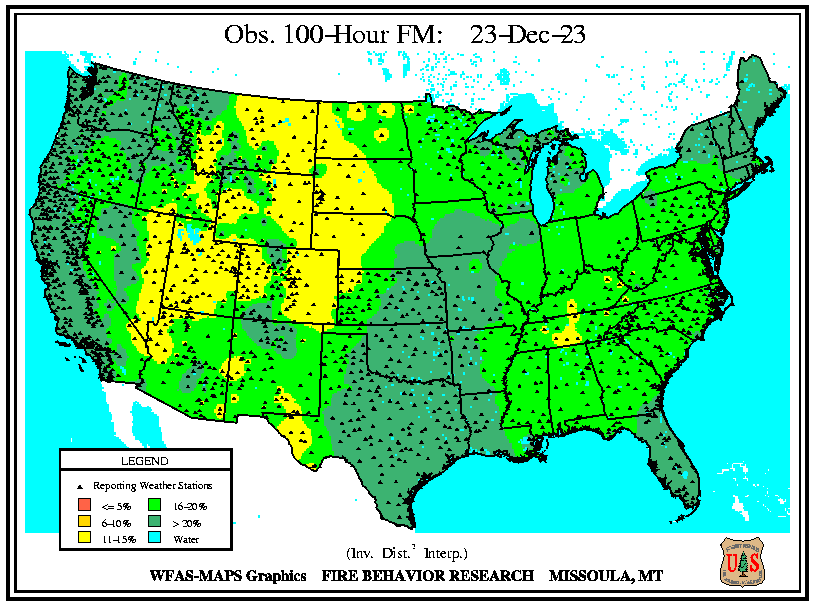 Obs. 100-Hour FM: 23-Dec-23
LEGEND
Reporting Weather Stations
<= 5% 16-20%
6-10% > 20%
11-15% Water
(Inv. Dist.² Interp.)
WFAS-MAPS Graphics FIRE BEHAVIOR RESEARCH MISSOULA, MT
U S